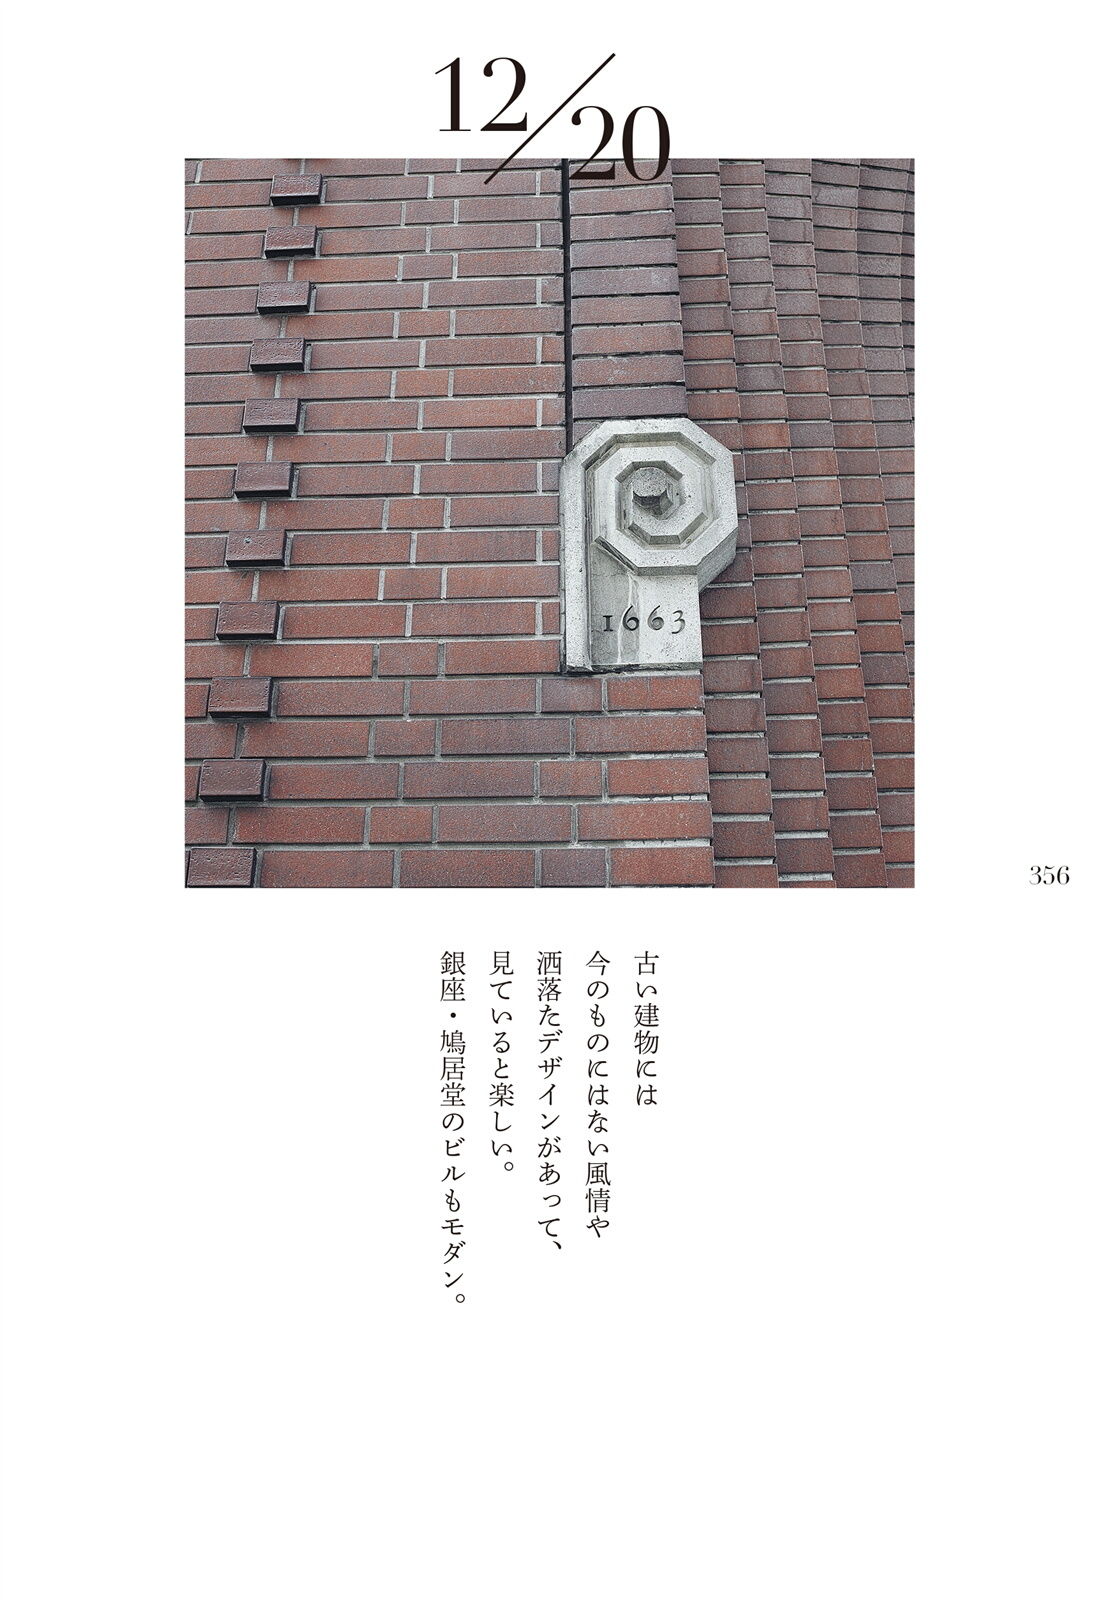 12/20
1663
356
古い建物には
今のものにはない風情や
洒落たデザインがあって、
見ていると楽しい。
銀座・鳩居堂のビルもモダン。